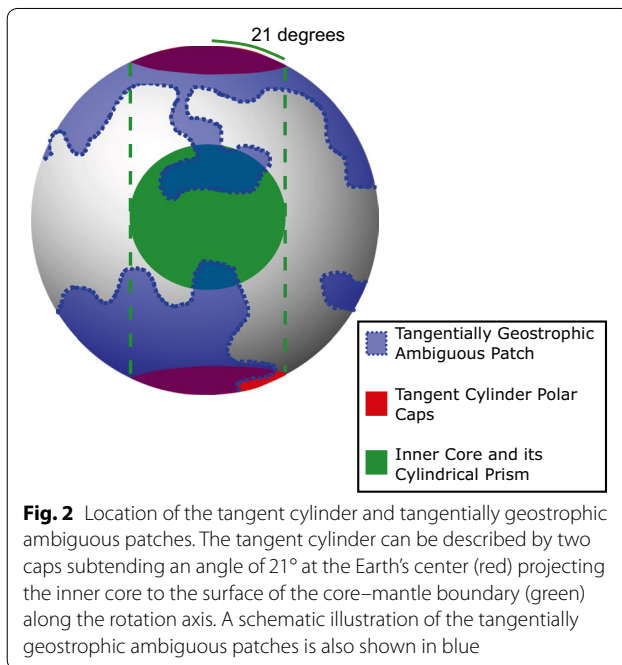 21 degrees
Tangentially Geostrophic
Ambiguous Patch
Tangent Cylinder Polar
Caps
Inner Core and its
Cylindrical Prism
Fig. 2 Location of the tangent cylinder and tangentially geostrophic
ambiguous patches. The tangent cylinder can be described by two
caps subtending an angle of 21° at the Earth's center (red) projecting
the inner core to the surface of the core–mantle boundary (green)
along the rotation axis. A schematic illustration of the tangentially
geostrophic ambiguous patches is also shown in blue